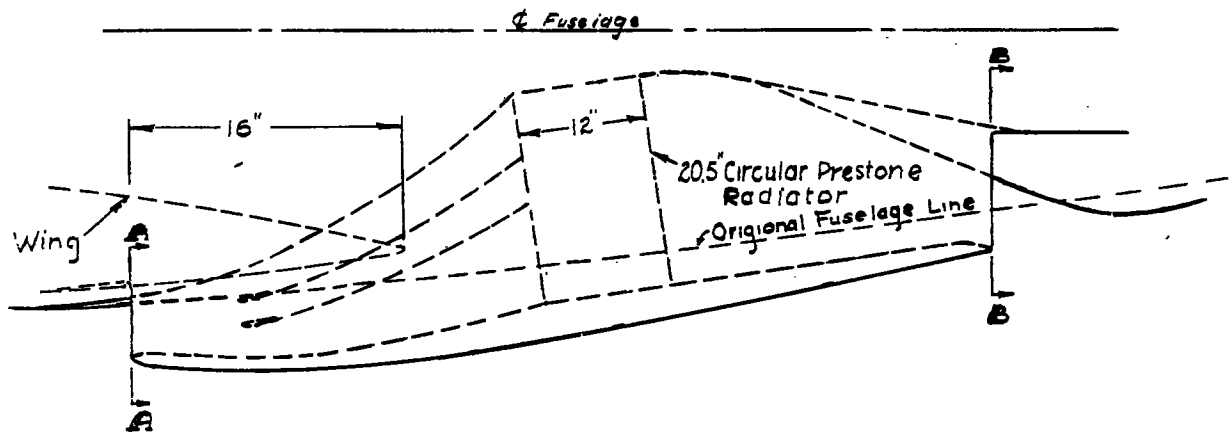 ℄ Fuselage
B
16"
12"
20.5" Circular Prestone
Radiator
Wing
A
Origional Fuselage Line
B
A